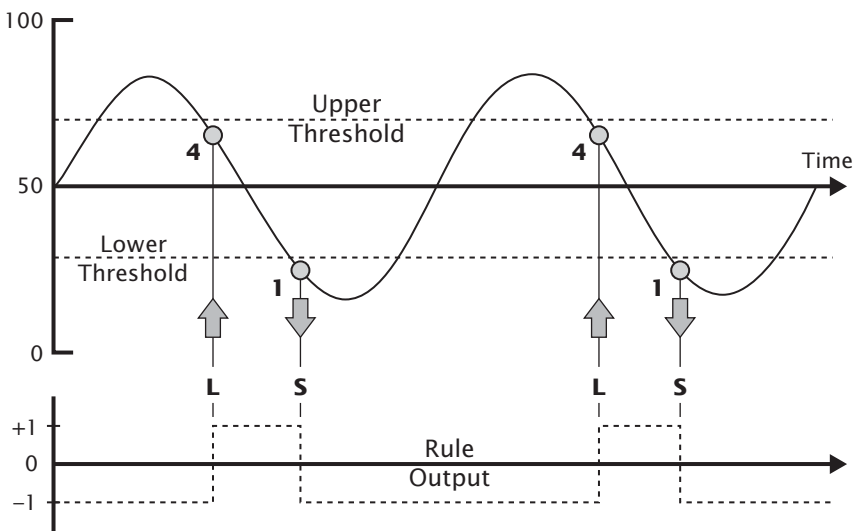 100
Upper
Threshold
4
4
Time
50
Lower
Threshold
1
1
0
L
S
L
S
+1
Rule
0
Output
−1